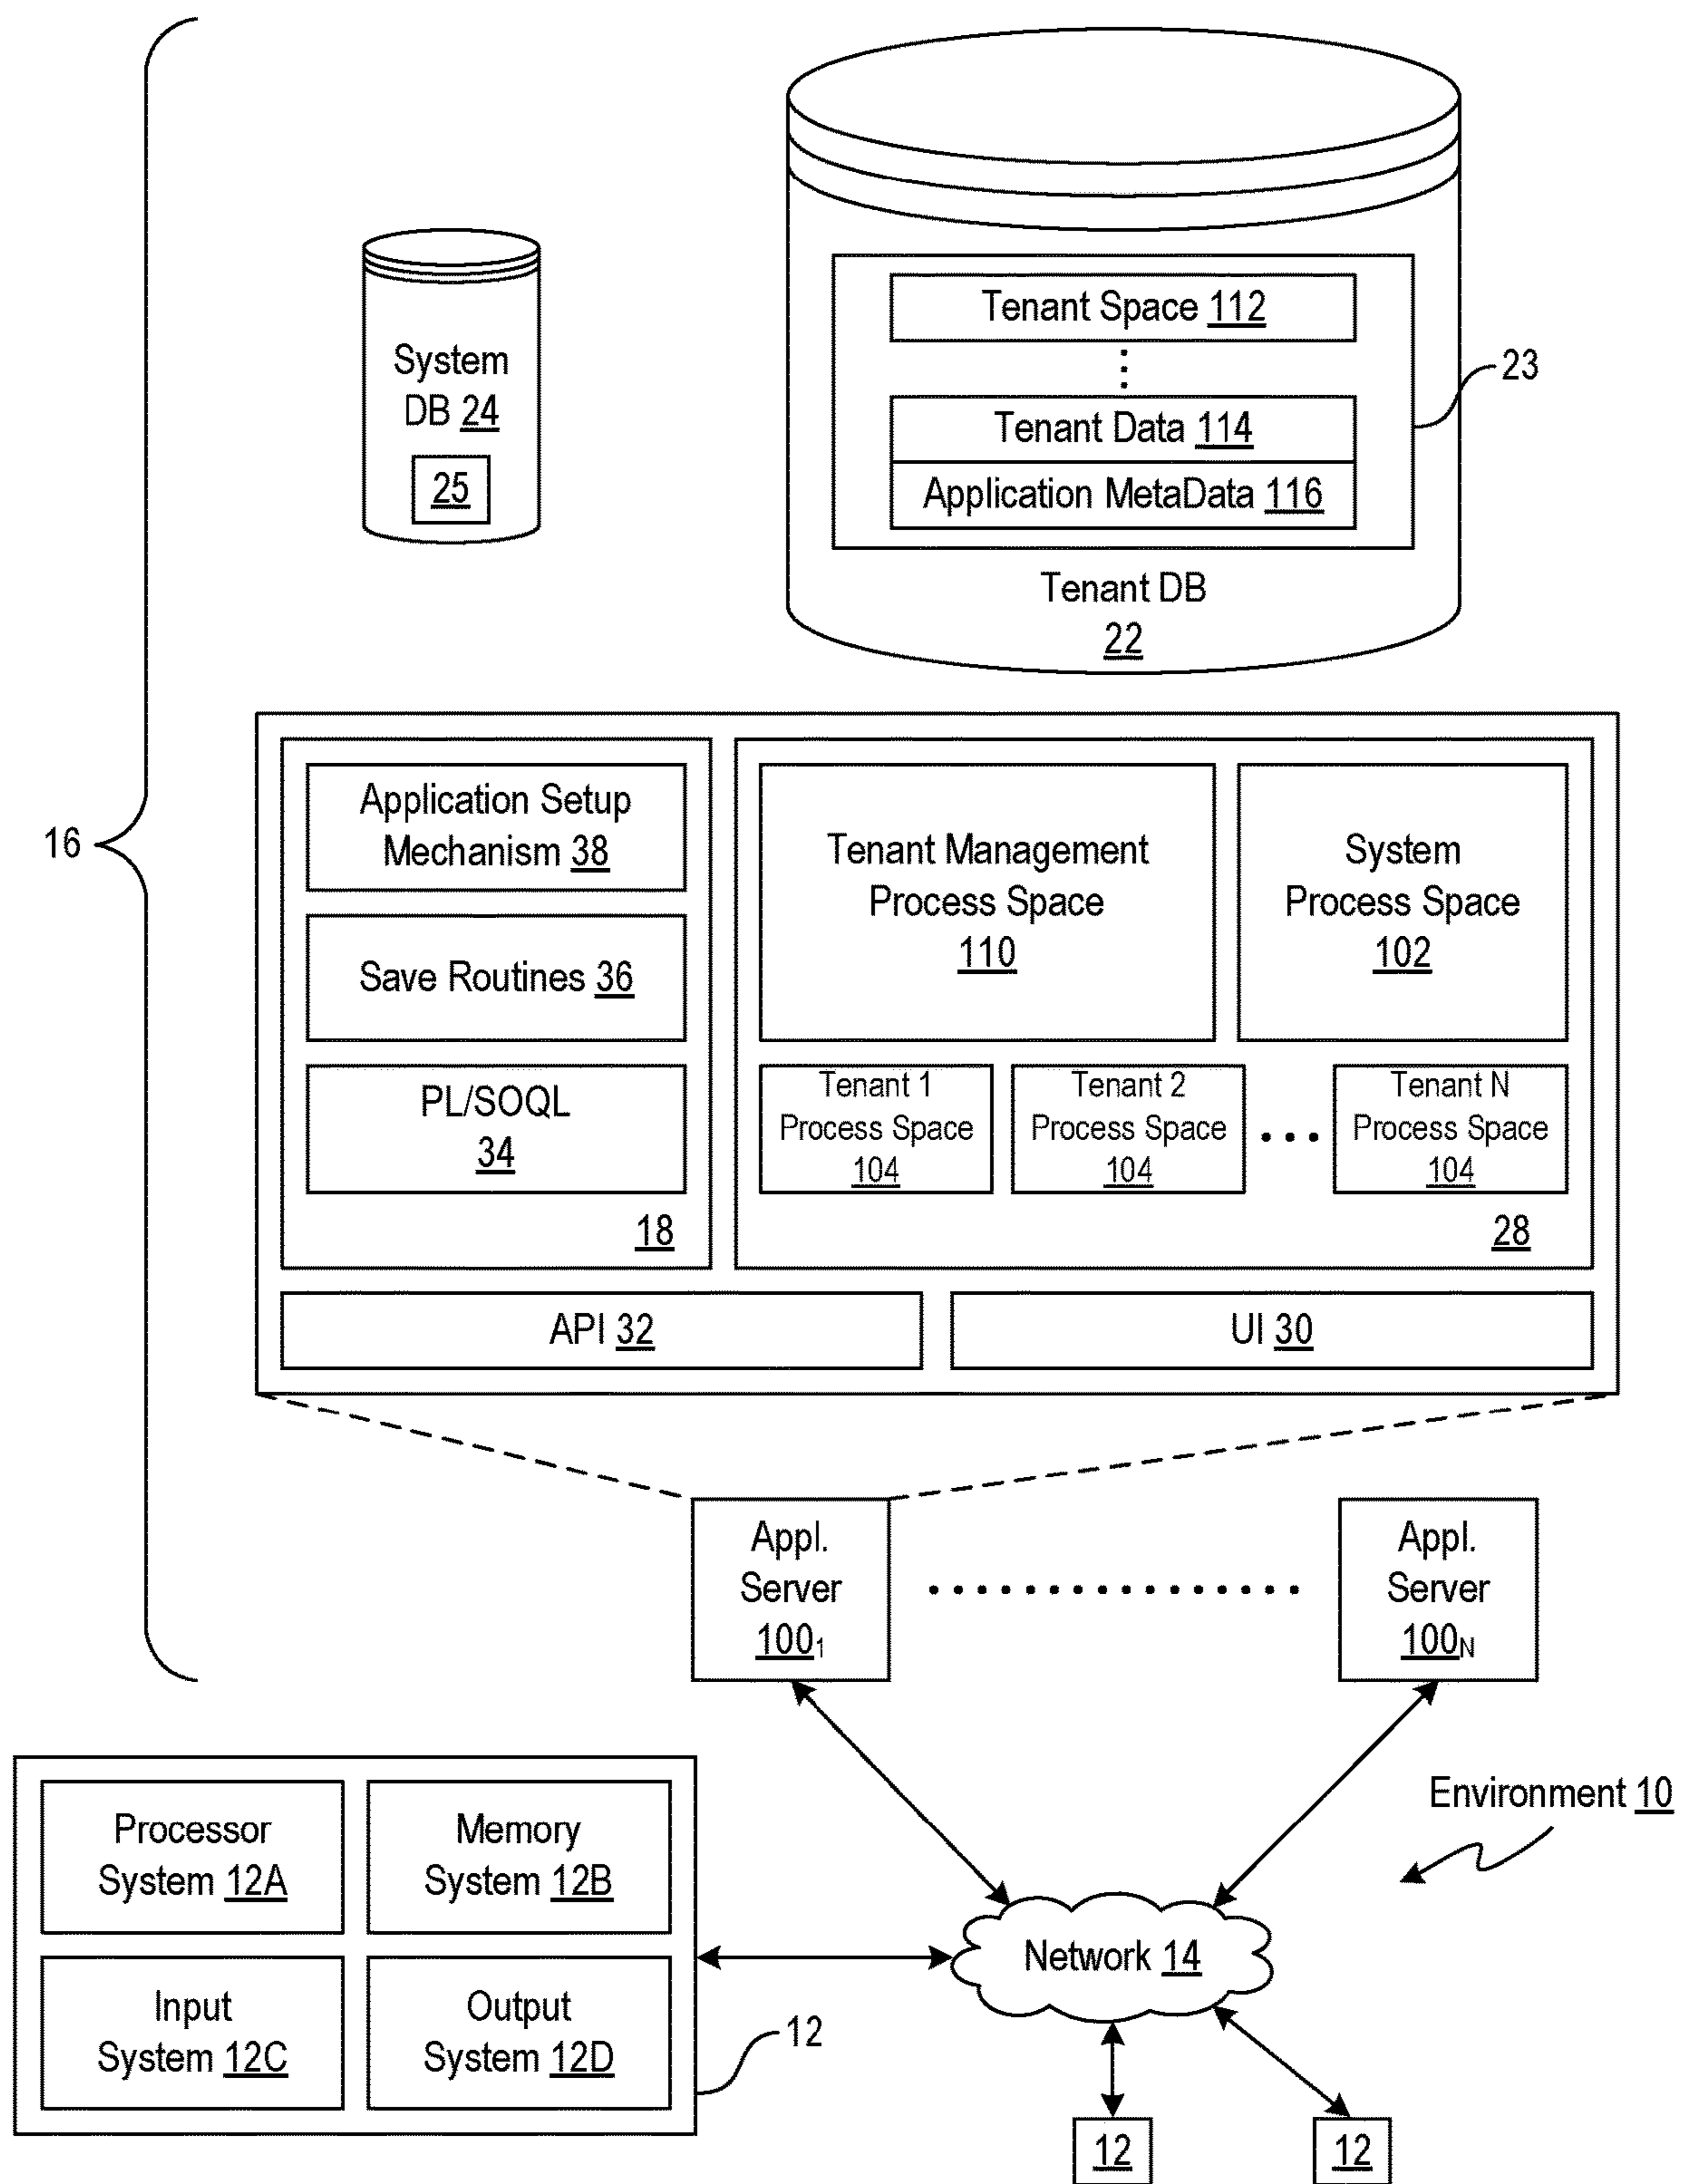 System
DB 24
25
Tenant Space 112
Tenant Data 114
Application MetaData 116
23
Tenant DB
22
16
Application Setup
Mechanism 38
Save Routines 36
PL/SOQL
34
18
Tenant Management
Process Space
110
System
Process Space
102
Tenant 1
Process Space
104
Tenant 2
Process Space
104
Tenant N
Process Space
104
28
API 32
UI 30
Appl.
Server
100₁
Appl.
Server
100N
Environment 10
Processor
System 12A
Memory
System 12B
Input
System 12C
Output
System 12D
12
Network 14
12
12